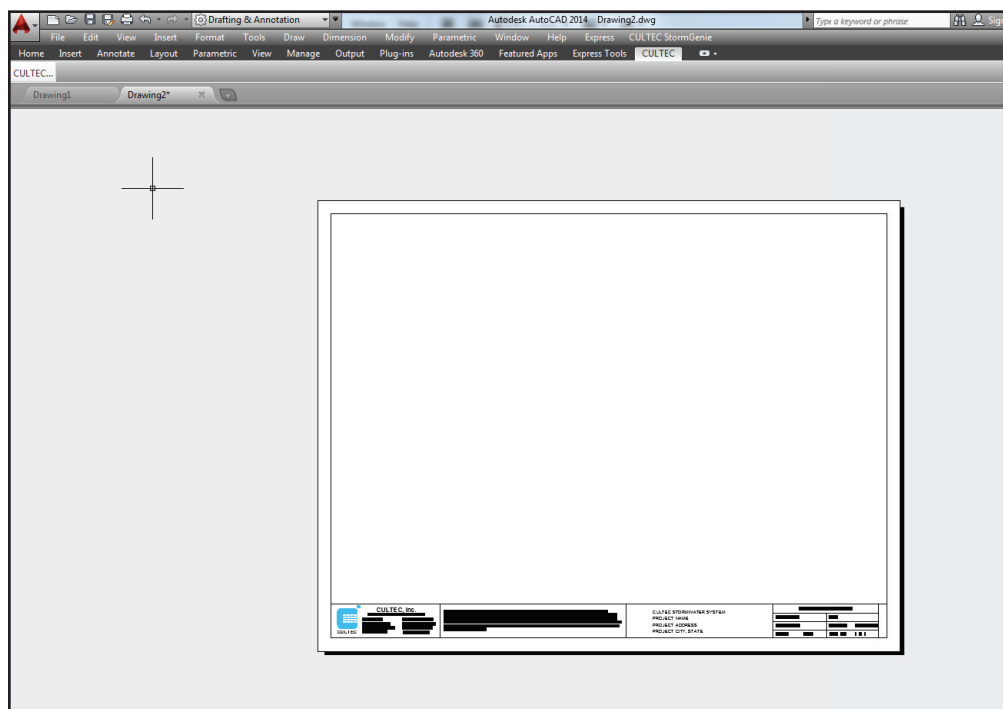 Drafting & Annotation
Autodesk AutoCAD 2014 Drawing2.dwg
Type a keyword or phrase
Sign
File Edit View Insert Format Tools Draw Dimension Modify Parametric Window Help Express CULTEC StormGenie
Home Insert Annotate Layout Parametric View Manage Output Plug-ins Autodesk 360 Featured Apps Express Tools CULTEC
CULTEC...
Drawing1 Drawing2*
CULTEC, Inc.
CULTEC
CULTEC STORMWATER SYSTEM
PROJECT NAME
PROJECT ADDRESS
PROJECT CITY, STATE